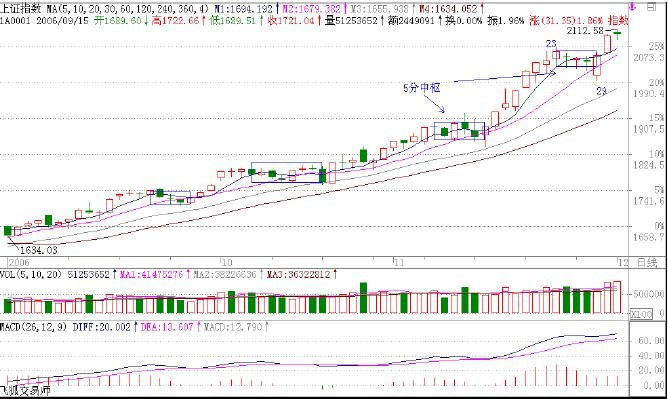 上证指数 MA(5,10,20,30,60,120,240,360,4) M1:1694.192↑ M2:1679.382↑ M3:1655.938↑ M4:1634.052↑
1A0001 2006/09/15 开1689.60↓ 高1722.66↑ 低1689.51↑ 收1721.04↑ 量51253652↑ 额2449091↑ 换0.00% 振1.96% 涨(31.35)1.86% 指数
2112.58
23
25%
2073.3
5分中枢
20%
29
1990.4
15%
1907.5
10%
1824.5
5%
1741.6
0%
1658.7
1634.03
2006 10 11 12 日线
VOL(5,10,20) 51253652↑ MA1:41475276↑ MA2:38226636↑ MA3:36322812↑
500000
X100
MACD(26,12,9) DIFF:20.002↑ DEA:13.607↑ MACD:12.790↑
60.00
40.00
20.00
0.00
飞狐交易师